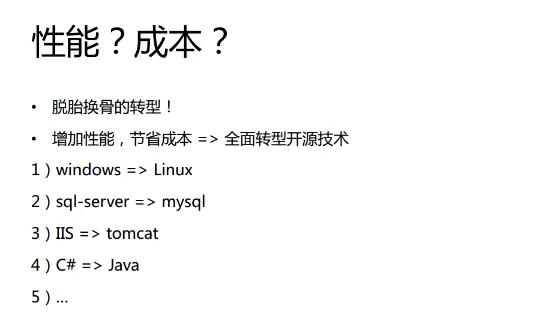 性能？成本？
• 脱胎换骨的转型！
• 增加性能，节省成本 => 全面转型开源技术
1）windows => Linux
2）sql-server => mysql
3）IIS => tomcat
4）C# => Java
5）...